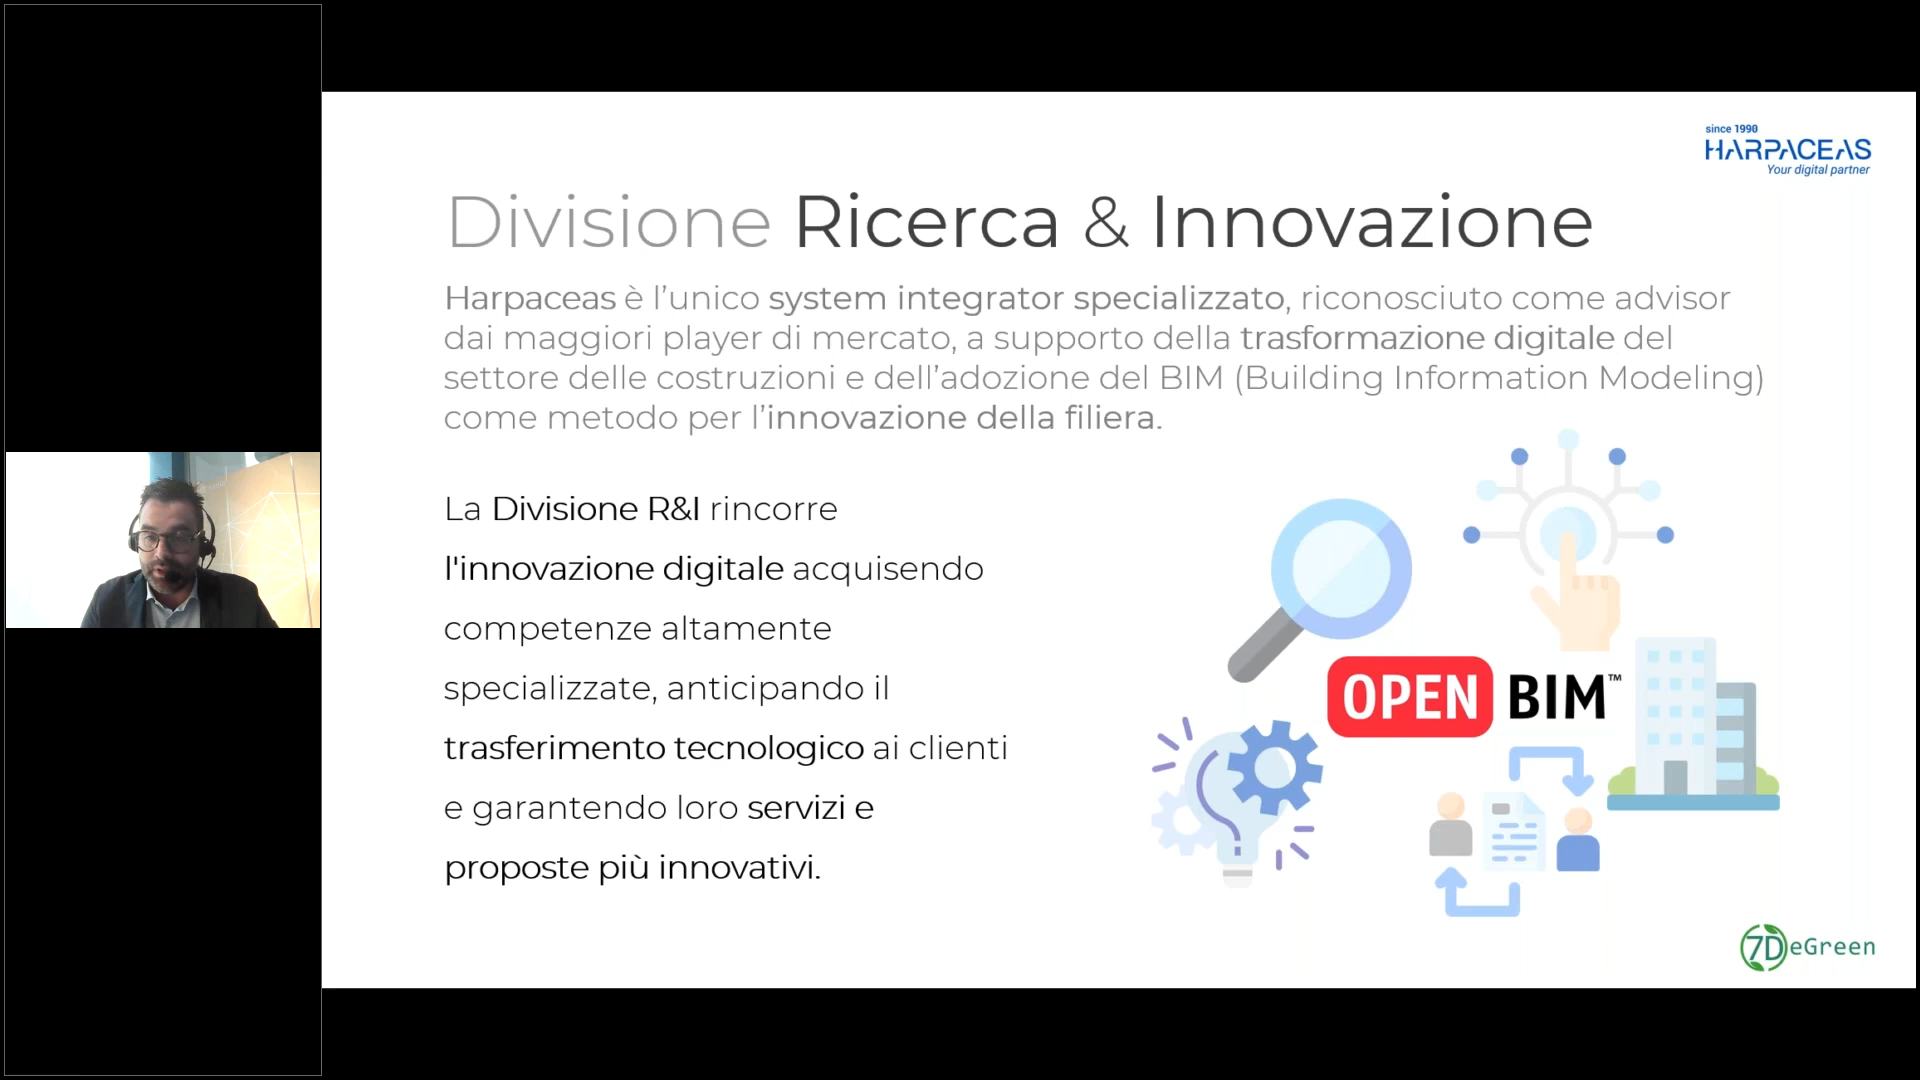 since 1990
HARPACEAS
Your digital partner
Divisione Ricerca & Innovazione
Harpaceas è l’unico system integrator specializzato, riconosciuto come advisor
dai maggiori player di mercato, a supporto della trasformazione digitale del
settore delle costruzioni e dell’adozione del BIM (Building Information Modeling)
come metodo per l’innovazione della filiera.
La Divisione R&I rincorre
l'innovazione digitale acquisendo
competenze altamente
specializzate, anticipando il
trasferimento tecnologico ai clienti
e garantendo loro servizi e
proposte più innovativi.
OPEN BIM™
7DeGreen